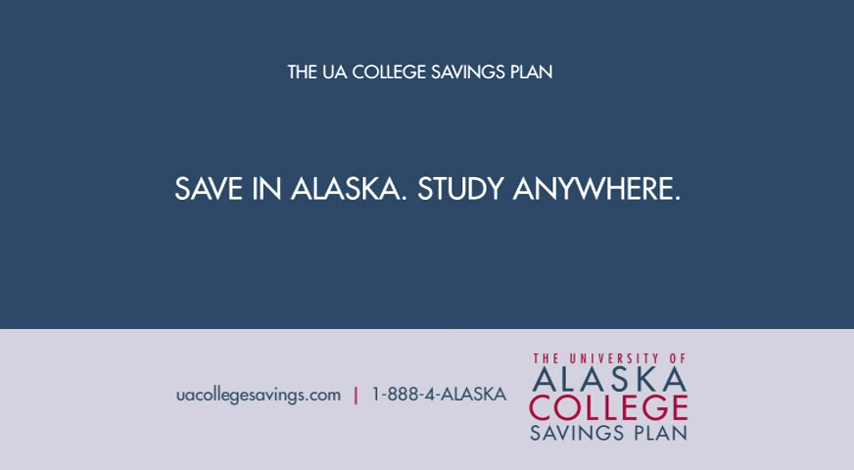 THE UA COLLEGE SAVINGS PLAN
SAVE IN ALASKA. STUDY ANYWHERE.
uacollegesavings.com | 1-888-4-ALASKA
THE UNIVERSITY OF
ALASKA
COLLEGE
SAVINGS PLAN